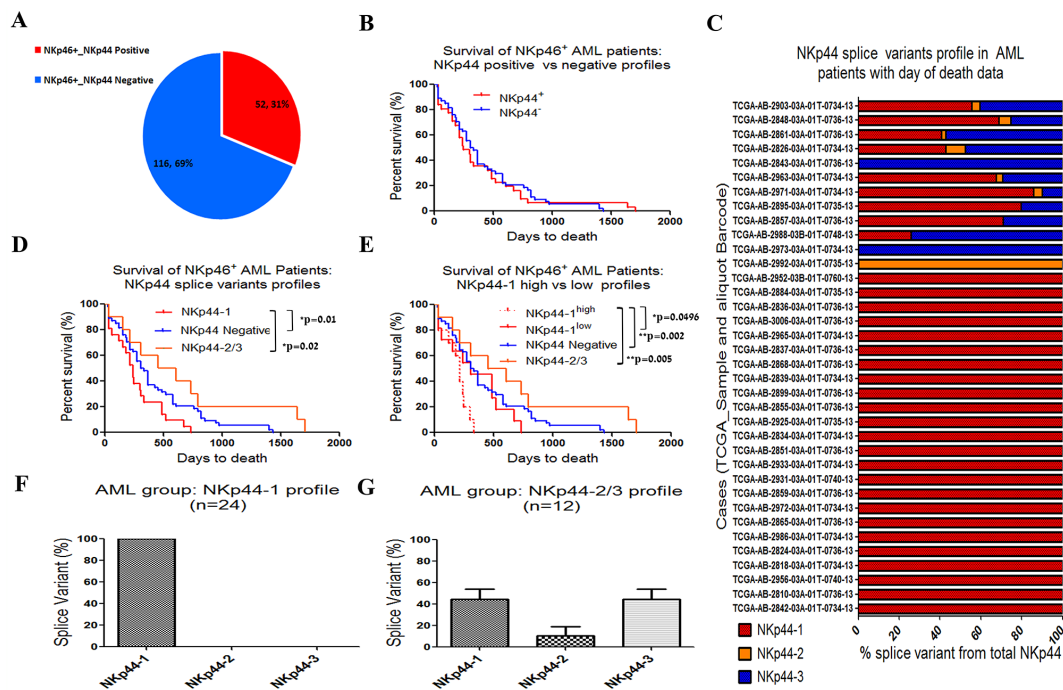 A
NKp46+_NKp44 Positive
NKp46+_NKp44 Negative
52, 31%
116, 69%
B
Survival of NKp46+ AML patients:
NKp44 positive vs negative profiles
Percent survival (%)
100
80
60
40
20
0
NKp44+
NKp44-
0 500 1000 1500 2000
Days to death
C
NKp44 splice variants profile in AML
patients with day of death data
Cases (TCGA_Sample and aliquot Barcode)
TCGA-AB-2903-03A-01T-0734-13
TCGA-AB-2848-03A-01T-0736-13
TCGA-AB-2861-03A-01T-0736-13
TCGA-AB-2826-03A-01T-0734-13
TCGA-AB-2843-03A-01T-0736-13
TCGA-AB-2963-03A-01T-0734-13
TCGA-AB-2971-03A-01T-0734-13
TCGA-AB-2895-03A-01T-0735-13
TCGA-AB-2857-03A-01T-0736-13
TCGA-AB-2988-03B-01T-0748-13
TCGA-AB-2973-03A-01T-0734-13
TCGA-AB-2992-03A-01T-0735-13
TCGA-AB-2952-03B-01T-0760-13
TCGA-AB-2884-03A-01T-0735-13
TCGA-AB-2836-03A-01T-0736-13
TCGA-AB-3006-03A-01T-0736-13
TCGA-AB-2965-03A-01T-0734-13
TCGA-AB-2837-03A-01T-0736-13
TCGA-AB-2868-03A-01T-0736-13
TCGA-AB-2839-03A-01T-0734-13
TCGA-AB-2899-03A-01T-0736-13
TCGA-AB-2855-03A-01T-0736-13
TCGA-AB-2925-03A-01T-0735-13
TCGA-AB-2834-03A-01T-0734-13
TCGA-AB-2851-03A-01T-0736-13
TCGA-AB-2933-03A-01T-0734-13
TCGA-AB-2931-03A-01T-0740-13
TCGA-AB-2859-03A-01T-0736-13
TCGA-AB-2972-03A-01T-0734-13
TCGA-AB-2865-03A-01T-0736-13
TCGA-AB-2986-03A-01T-0734-13
TCGA-AB-2824-03A-01T-0736-13
TCGA-AB-2818-03A-01T-0734-13
TCGA-AB-2956-03A-01T-0740-13
TCGA-AB-2810-03A-01T-0736-13
TCGA-AB-2842-03A-01T-0734-13
0 20 40 60 80 100
% splice variant from total NKp44
NKp44-1
NKp44-2
NKp44-3
D
Survival of NKp46+ AML Patients:
NKp44 splice variants profiles
Percent survival (%)
100
80
60
40
20
0
NKp44-1
NKp44 Negative
NKp44-2/3
*p=0.01
*p=0.02
0 500 1000 1500 2000
Days to death
E
Survival of NKp46+ AML Patients:
NKp44-1 high vs low profiles
Percent survival (%)
100
80
60
40
20
0
NKp44-1high
NKp44-1low
NKp44 Negative
NKp44-2/3
*p=0.0496
**p=0.002
**p=0.005
0 500 1000 1500 2000
Days to death
F
AML group: NKp44-1 profile
(n=24)
Splice Variant (%)
100
80
60
40
20
0
NKp44-1
NKp44-2
NKp44-3
G
AML group: NKp44-2/3 profile
(n=12)
Splice Variant (%)
100
80
60
40
20
0
NKp44-1
NKp44-2
NKp44-3